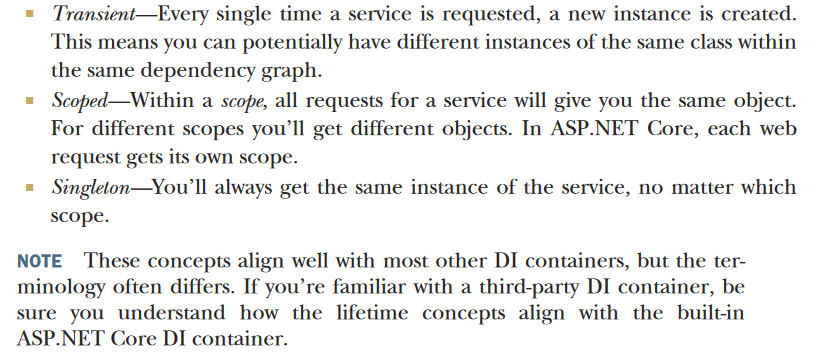 ▪ Transient—Every single time a service is requested, a new instance is created.
This means you can potentially have different instances of the same class within
the same dependency graph.
▪ Scoped—Within a scope, all requests for a service will give you the same object.
For different scopes you'll get different objects. In ASP.NET Core, each web
request gets its own scope.
▪ Singleton—You'll always get the same instance of the service, no matter which
scope.
NOTE These concepts align well with most other DI containers, but the ter-
minology often differs. If you're familiar with a third-party DI container, be
sure you understand how the lifetime concepts align with the built-in
ASP.NET Core DI container.